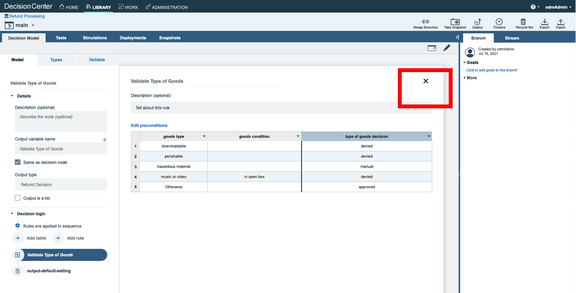 DecisionCenter HOME LIBRARY WORK ADMINISTRATION ? odmAdmin
Refund Processing
main
Merge Branches Take Snapshot Deploy Timeline Recycle Bin Export Import
Decision Model Tests Simulations Deployments Snapshots
Branch Stream
Model Types Validate
Created by odmAdmin
Jul 15, 2021
Goals
Click to add goals to this branch
More
Validate Type of Goods
Details
Description (optional)
Describe the node (optional)
Output variable name
Validate Type of Goods
Same as decision node
Output type
Refund Decision
Output is a list
Decision logic
Rules are applied in sequence
Add table Add rule
Validate Type of Goods
output-default-setting
Validate Type of Goods
Description (optional)
Tell about this rule
Edit preconditions
goods type goods condition type of goods decision
1 downloadable denied
2 perishable denied
3 hazardous material manual
4 music or video in open box denied
5 Otherwise approved